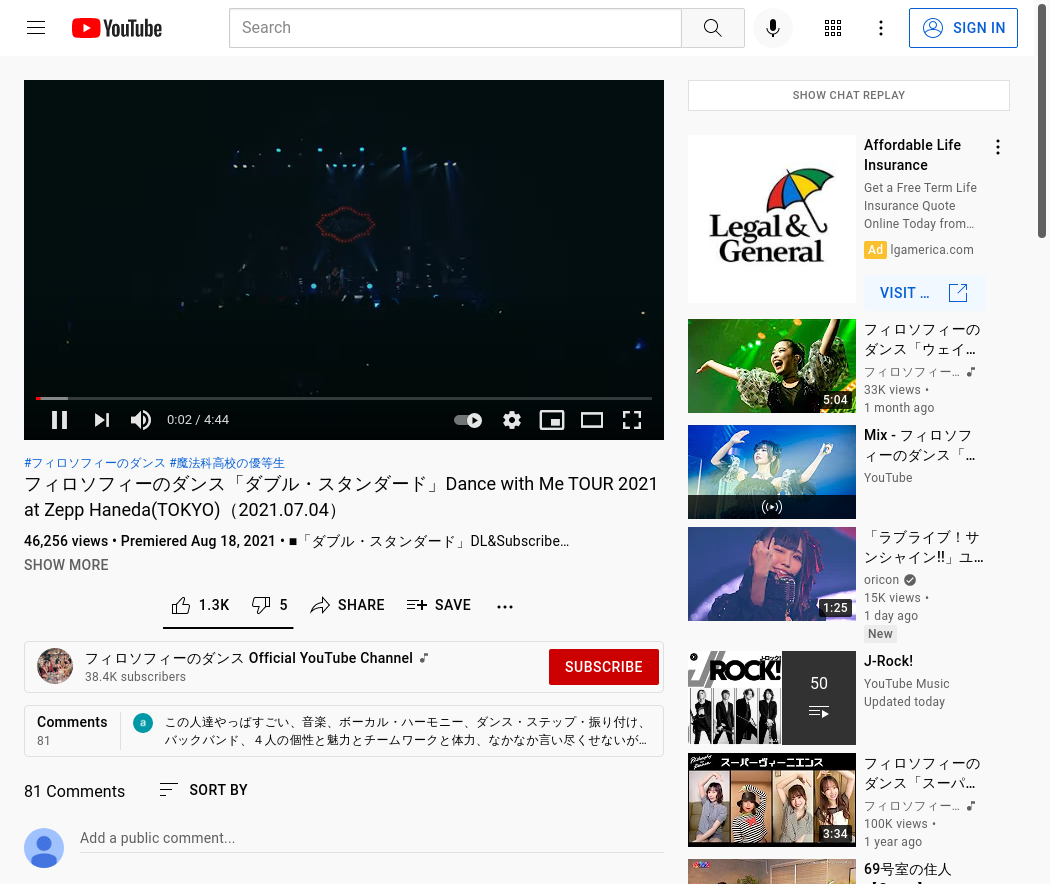 YouTube
Search
SIGN IN
0:02 / 4:44
#フィロソフィーのダンス #魔法科高校の優等生
フィロソフィーのダンス「ダブル・スタンダード」Dance with Me TOUR 2021
at Zepp Haneda(TOKYO)（2021.07.04）
46,256 views • Premiered Aug 18, 2021 • ■「ダブル・スタンダード」DL&Subscribe...
SHOW MORE
1.3K
5
SHARE
SAVE
フィロソフィーのダンス Official YouTube Channel
38.4K subscribers
SUBSCRIBE
Comments
81
a
この人達やっぱすごい、音楽、ボーカル・ハーモニー、ダンス・ステップ・振り付け、
バックバンド、４人の個性と魅力とチームワークと体力、なかなか言い尽くせないが...
81 Comments
SORT BY
Add a public comment...
SHOW CHAT REPLAY
Legal &
General
Affordable Life
Insurance
Get a Free Term Life
Insurance Quote
Online Today from...
Ad lgamerica.com
VISIT ...
5:04
フィロソフィーの
ダンス「ウェイ...
フィロソフィー...
33K views •
1 month ago
Mix - フィロソフ
ィーのダンス「...
YouTube
1:25
「ラブライブ！サ
ンシャイン!!」ユ...
oricon
15K views •
1 day ago
New
J-ROCK!
50
J-Rock!
YouTube Music
Updated today
スーパーヴィーニエンス
3:34
フィロソフィーの
ダンス「スーパ...
フィロソフィー...
100K views •
1 year ago
69号室の住人